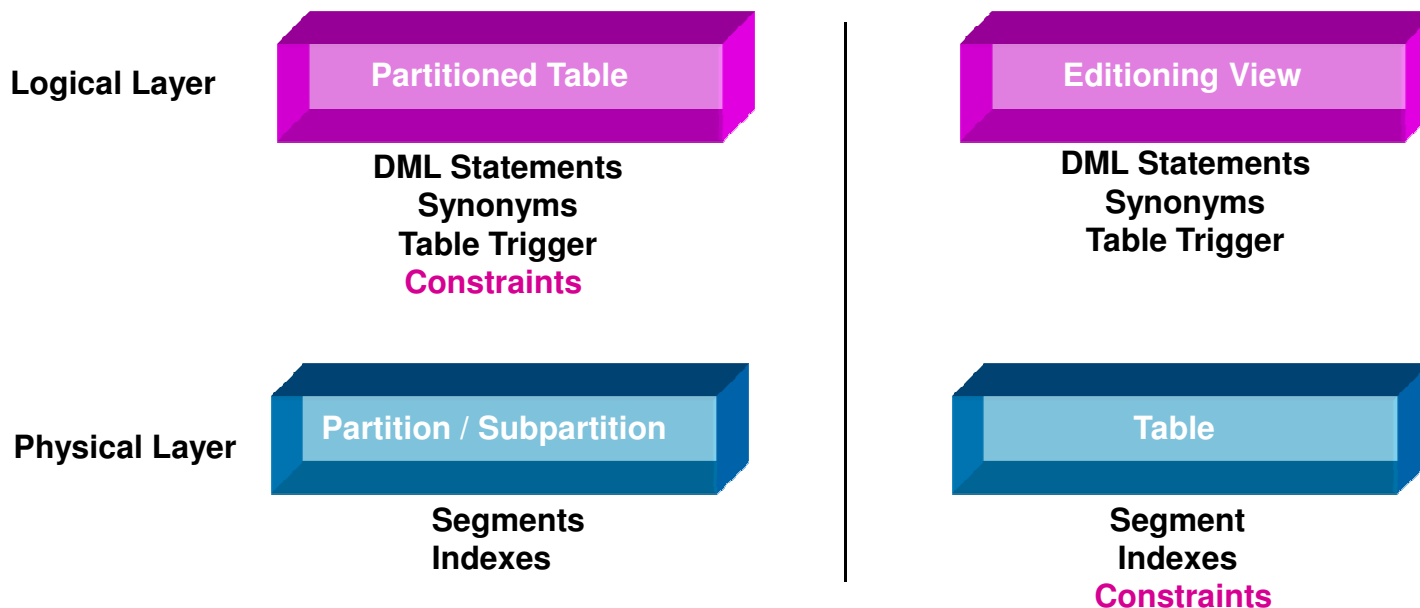 Logical Layer
Partitioned Table
DML Statements
Synonyms
Table Trigger
Constraints
Editioning View
DML Statements
Synonyms
Table Trigger
Physical Layer
Partition / Subpartition
Segments
Indexes
Table
Segment
Indexes
Constraints